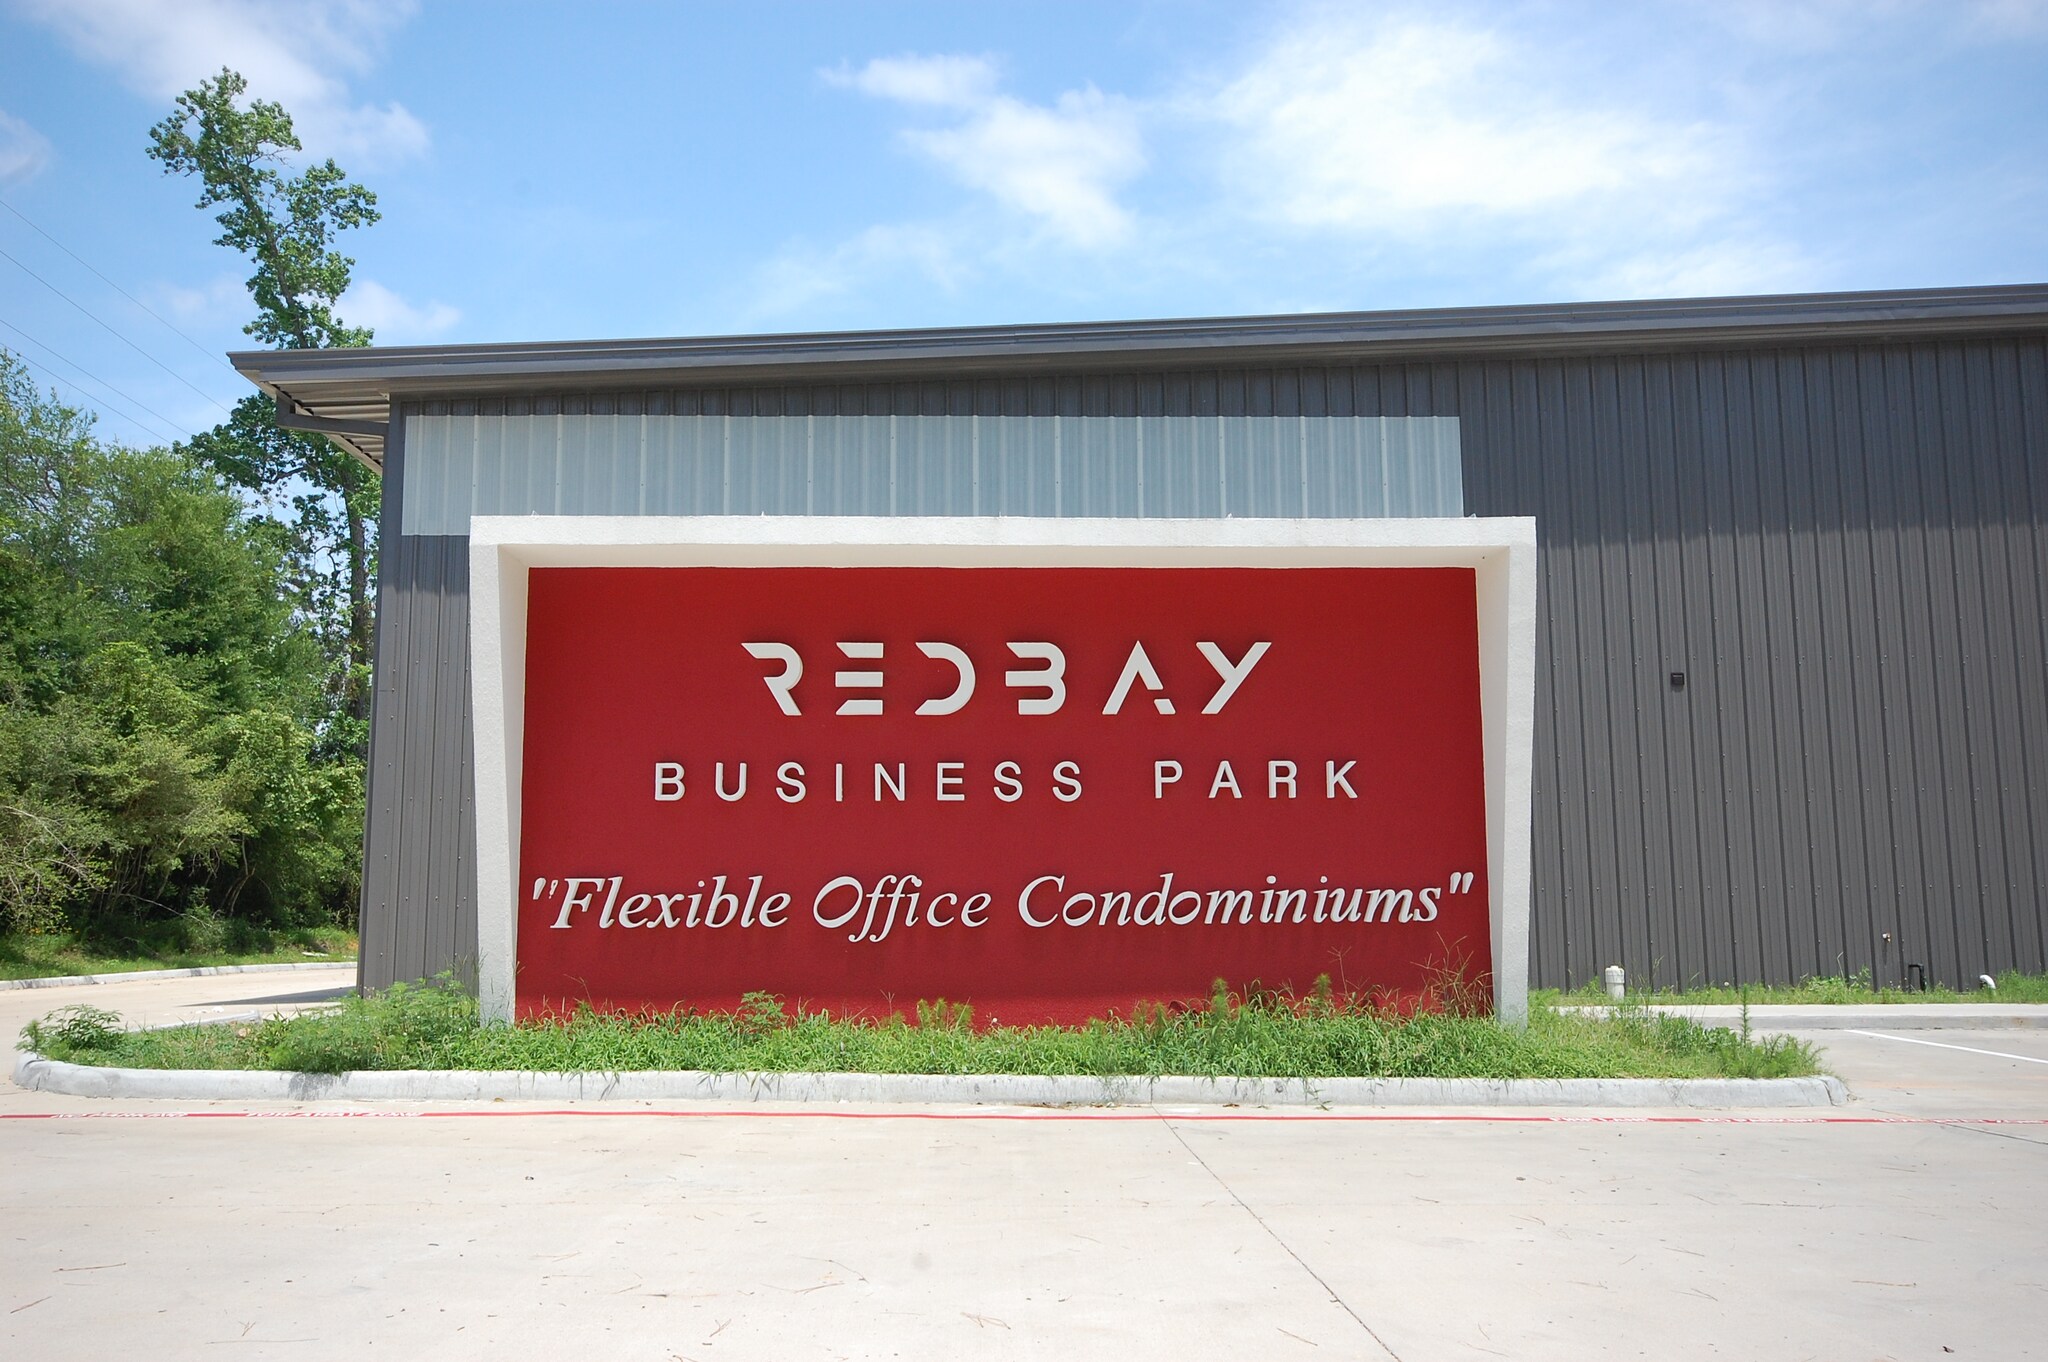 REDBAY
BUSINESS PARK
"Flexible Office Condominiums"